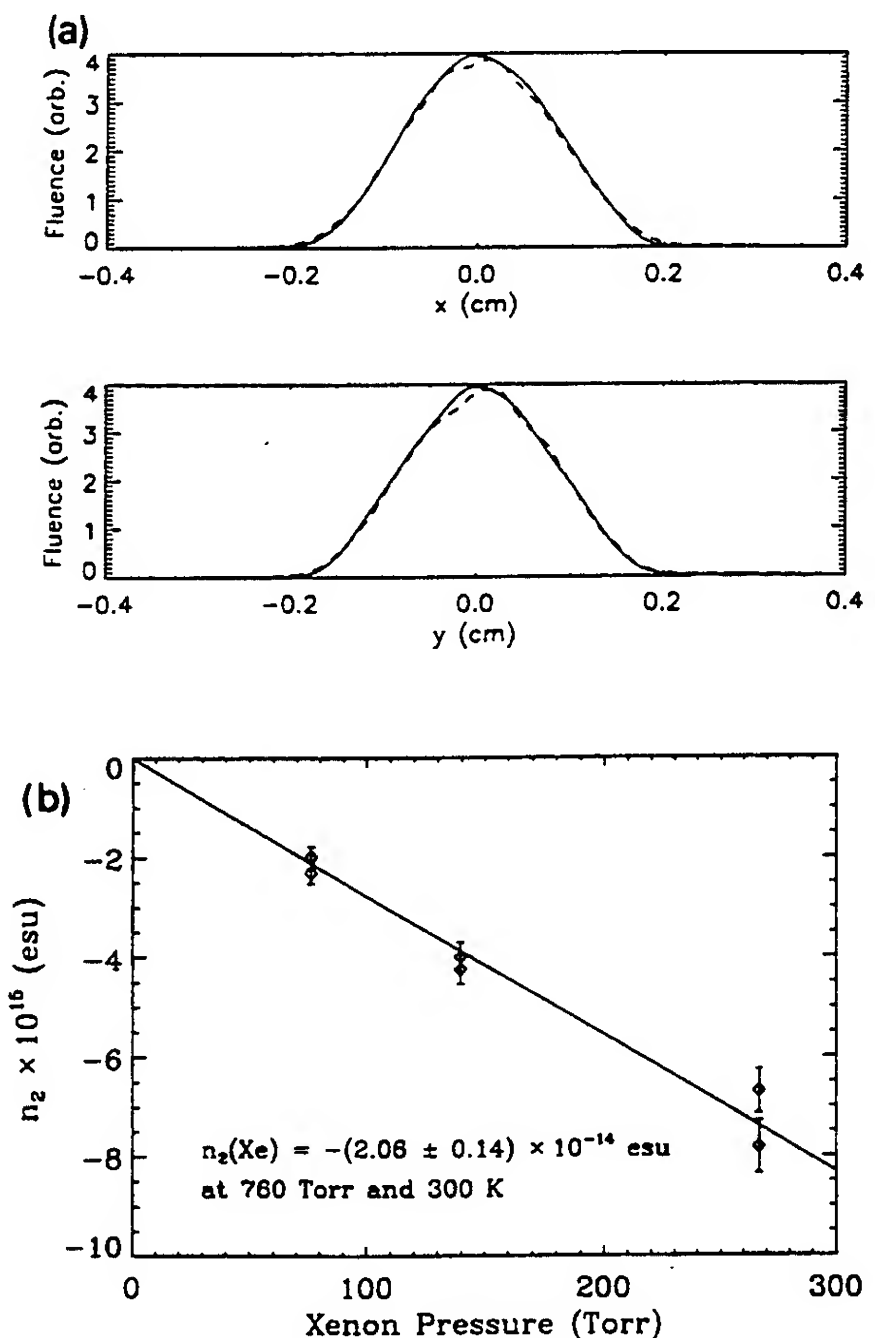 (a)
Fluence (arb.)
4
3
2
1
0
−0.4 −0.2 0.0 0.2 0.4
x (cm)
Fluence (arb.)
4
3
2
1
0
−0.4 −0.2 0.0 0.2 0.4
y (cm)
(b)
n₂ × 10¹⁵ (esu)
0
−2
−4
−6
−8
−10
n₂(Xe) = −(2.06 ± 0.14) × 10⁻¹⁴ esu
at 760 Torr and 300 K
0 100 200 300
Xenon Pressure (Torr)